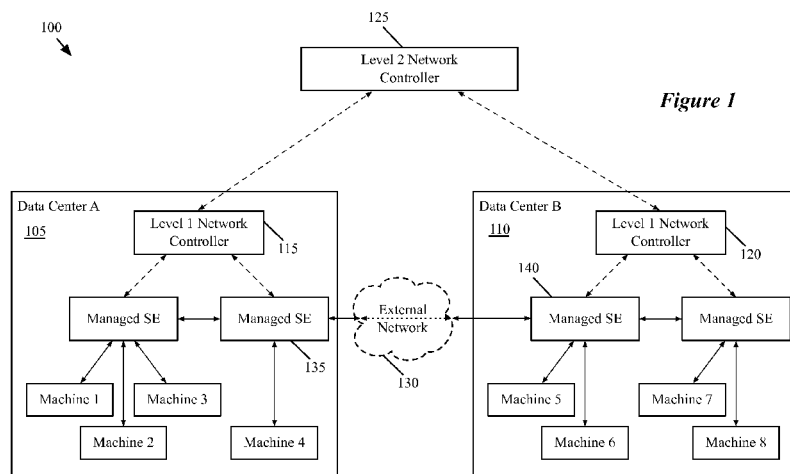 100
125
Level 2 Network
Controller
Figure 1
Data Center A
105
Level 1 Network
Controller
115
Data Center B
110
Level 1 Network
Controller
120
Managed SE
Managed SE
135
External
Network
130
140
Managed SE
Managed SE
Machine 1
Machine 3
Machine 2
Machine 4
Machine 5
Machine 7
Machine 6
Machine 8